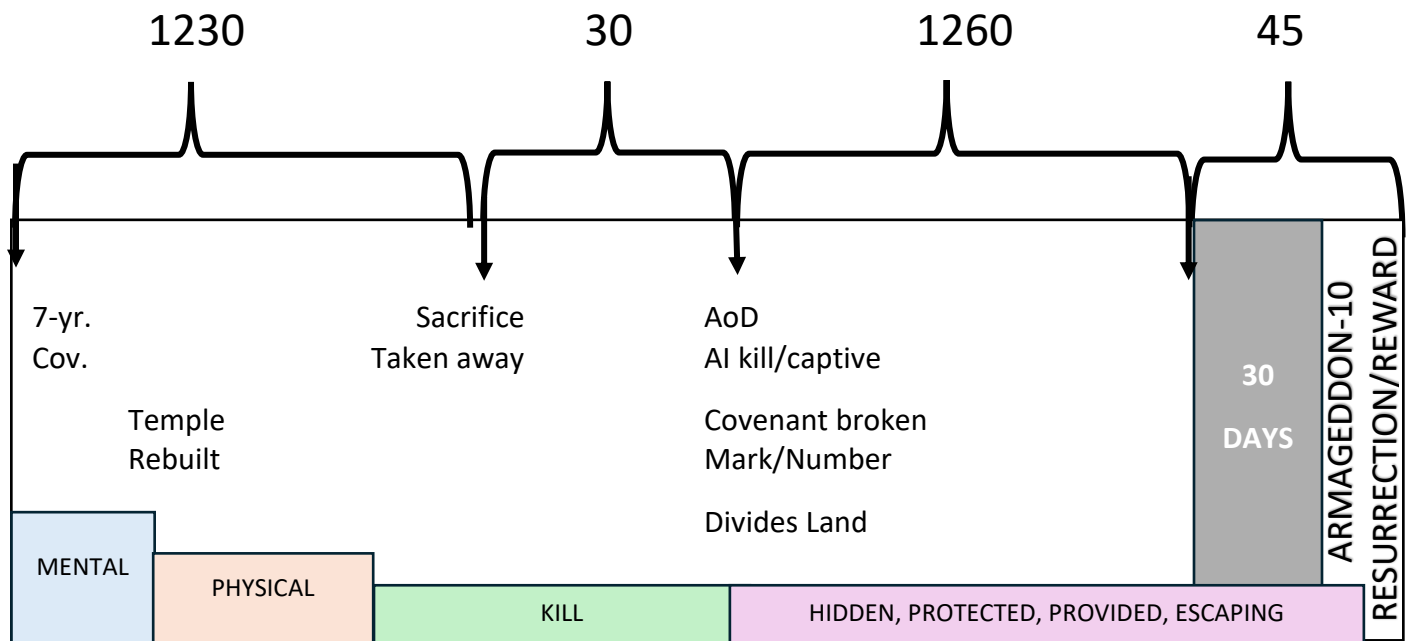 1230
30
1260
45
7-yr.
Cov.
Temple
Rebuilt
Sacrifice
Taken away
AoD
AI kill/captive
Covenant broken
Mark/Number
Divides Land
30
DAYS
ARMAGEDDON-10
RESURRECTION/REWARD
MENTAL
PHYSICAL
KILL
HIDDEN, PROTECTED, PROVIDED, ESCAPING